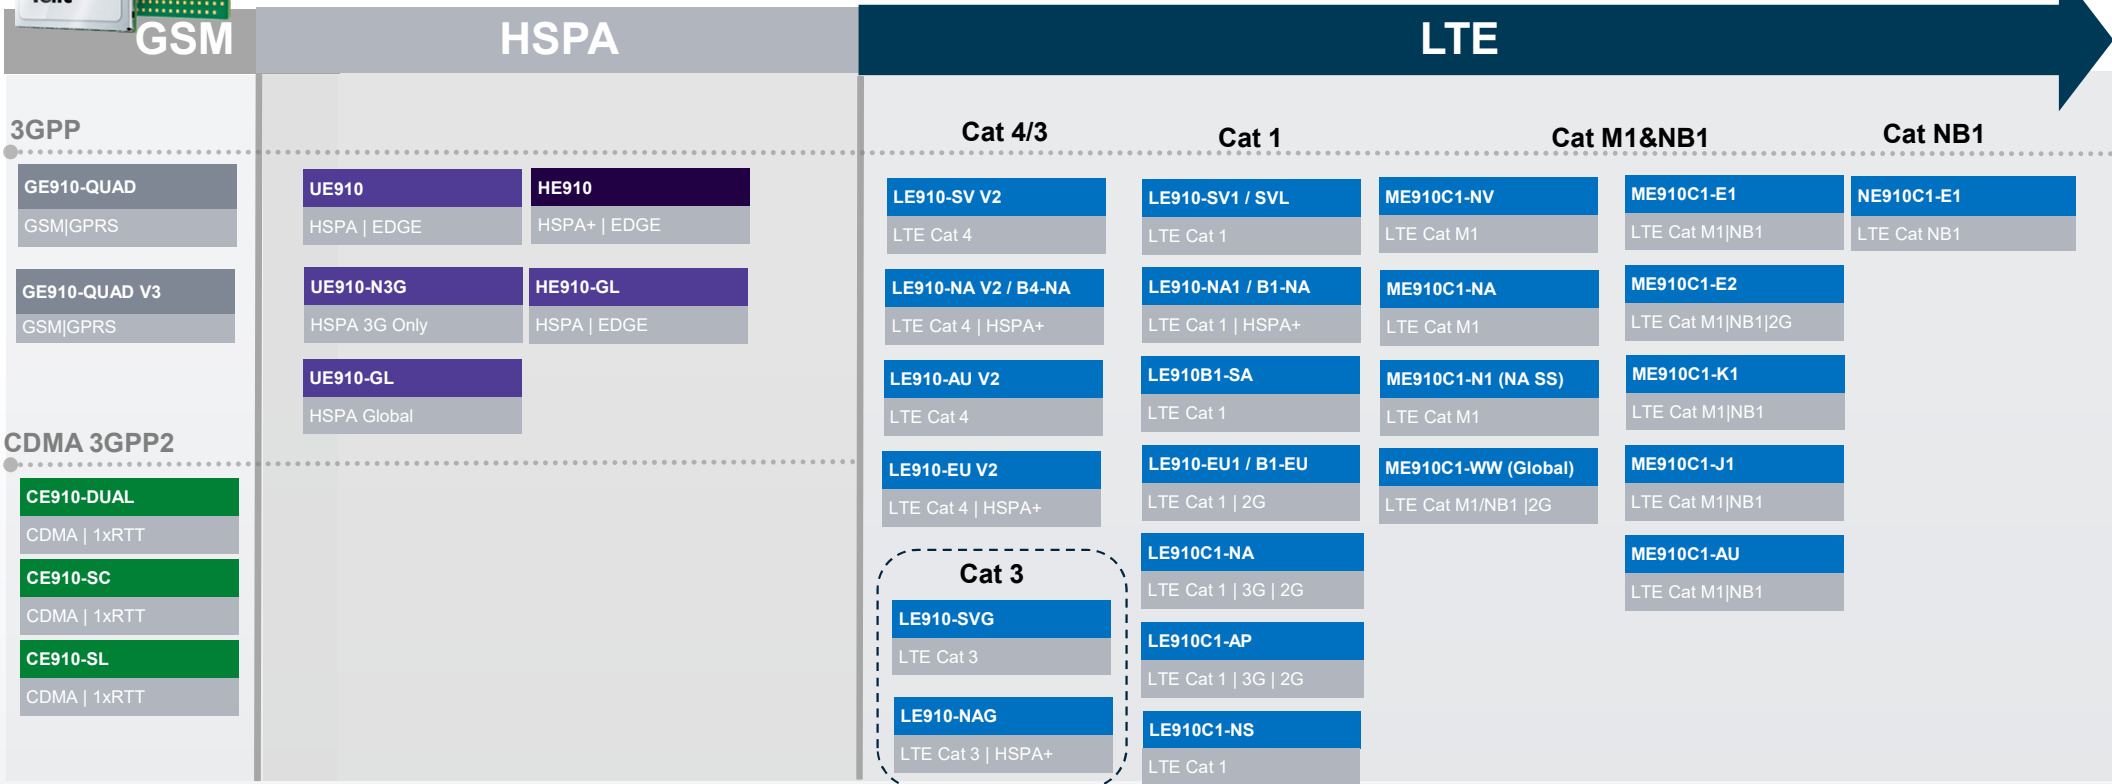 GSM
HSPA
LTE
3GPP
Cat 4/3
Cat 1
Cat M1&NB1
Cat NB1
GE910-QUAD
GSM|GPRS
GE910-QUAD V3
GSM|GPRS
CDMA 3GPP2
CE910-DUAL
CDMA | 1xRTT
CE910-SC
CDMA | 1xRTT
CE910-SL
CDMA | 1xRTT
UE910
HSPA | EDGE
UE910-N3G
HSPA 3G Only
UE910-GL
HSPA Global
HE910
HSPA+ | EDGE
HE910-GL
HSPA | EDGE
LE910-SV V2
LTE Cat 4
LE910-NA V2 / B4-NA
LTE Cat 4 | HSPA+
LE910-AU V2
LTE Cat 4
LE910-EU V2
LTE Cat 4 | HSPA+
Cat 3
LE910-SVG
LTE Cat 3
LE910-NAG
LTE Cat 3 | HSPA+
LE910-SV1 / SVL
LTE Cat 1
LE910-NA1 / B1-NA
LTE Cat 1 | HSPA+
LE910B1-SA
LTE Cat 1
LE910-EU1 / B1-EU
LTE Cat 1 | 2G
LE910C1-NA
LTE Cat 1 | 3G | 2G
LE910C1-AP
LTE Cat 1 | 3G | 2G
LE910C1-NS
LTE Cat 1
ME910C1-NV
LTE Cat M1
ME910C1-NA
LTE Cat M1
ME910C1-N1 (NA SS)
LTE Cat M1
ME910C1-WW (Global)
LTE Cat M1/NB1 |2G
ME910C1-E1
LTE Cat M1|NB1
ME910C1-E2
LTE Cat M1|NB1|2G
ME910C1-K1
LTE Cat M1|NB1
ME910C1-J1
LTE Cat M1|NB1
ME910C1-AU
LTE Cat M1|NB1
NE910C1-E1
LTE Cat NB1